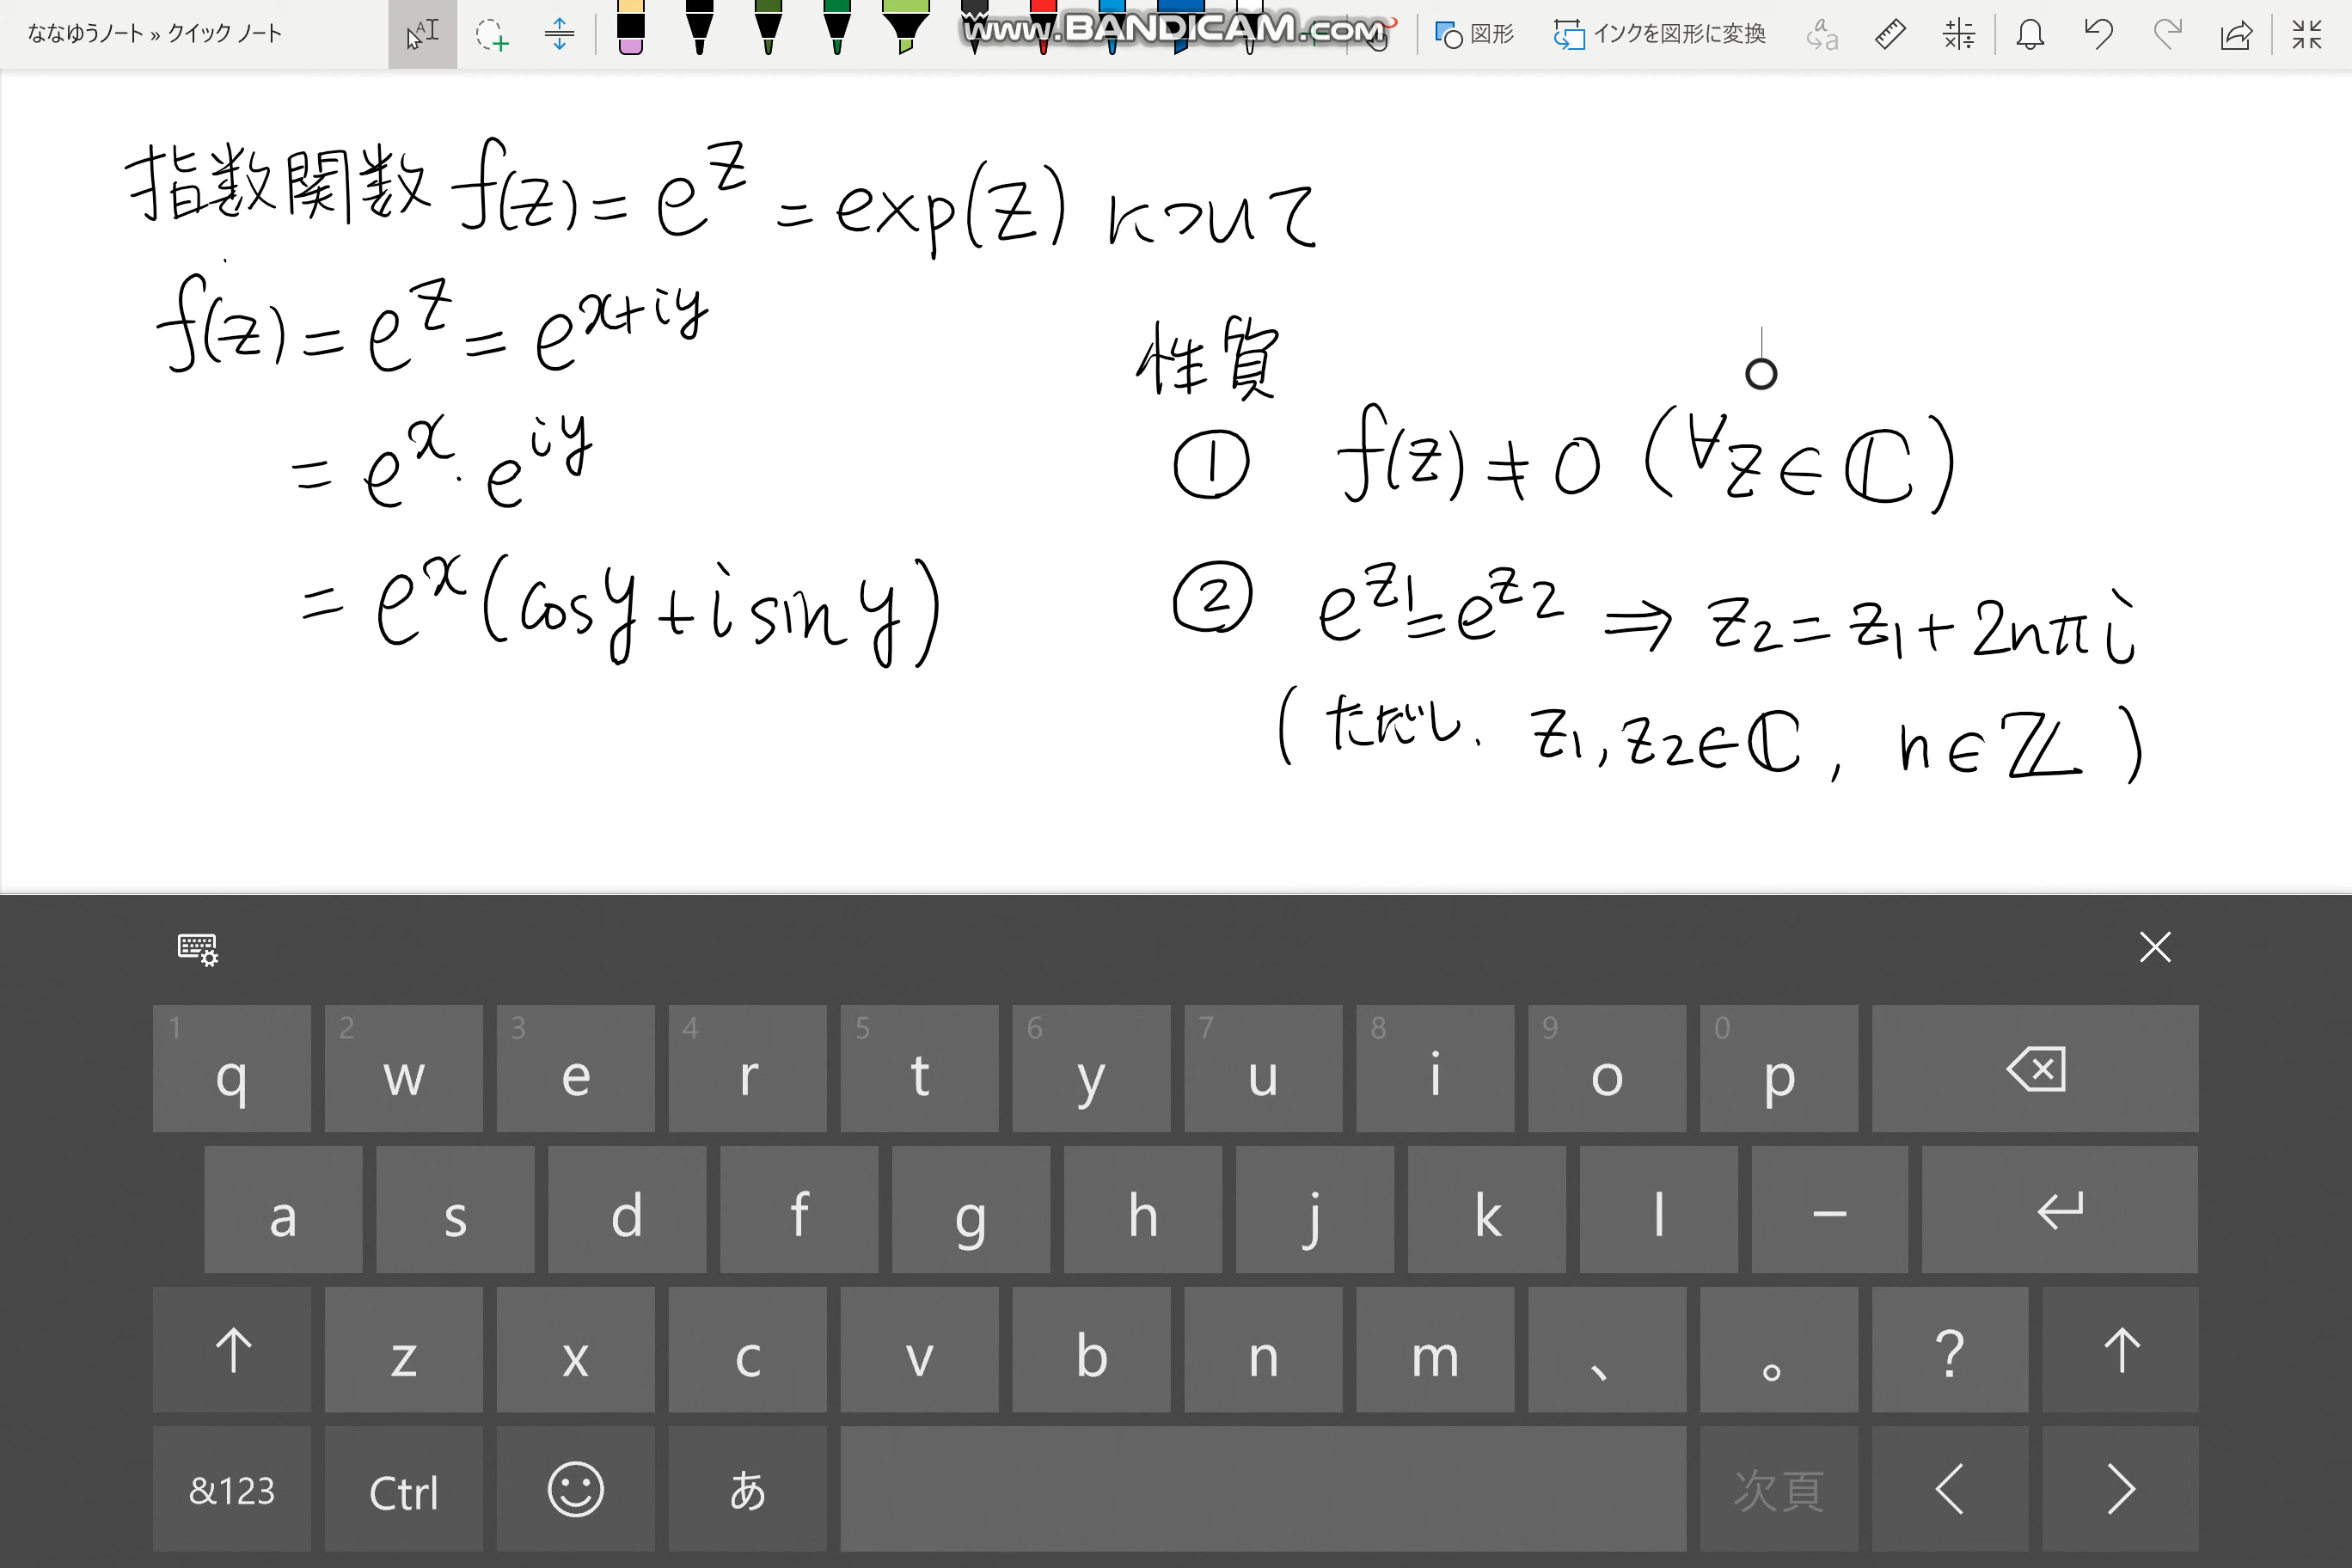 ななゆうノート » クイック ノート
www.BANDICAM.com
図形
インクを図形に変換
指数関数 f(z) = e^z = exp(z) について
f(z) = e^z = e^{x+iy}
= e^x · e^{iy}
= e^x (cos y + i sin y)
性質
① f(z) ≠ 0 (∀z ∈ ℂ)
② e^{z1} = e^{z2} ⇒ z2 = z1 + 2nπi
(ただし、z1, z2 ∈ ℂ, n ∈ ℤ)
1 2 3 4 5 6 7 8 9 0
q w e r t y u i o p
a s d f g h j k l ー
↑ z x c v b n m 、 。 ? ↑
&123 Ctrl あ 次頁 < >